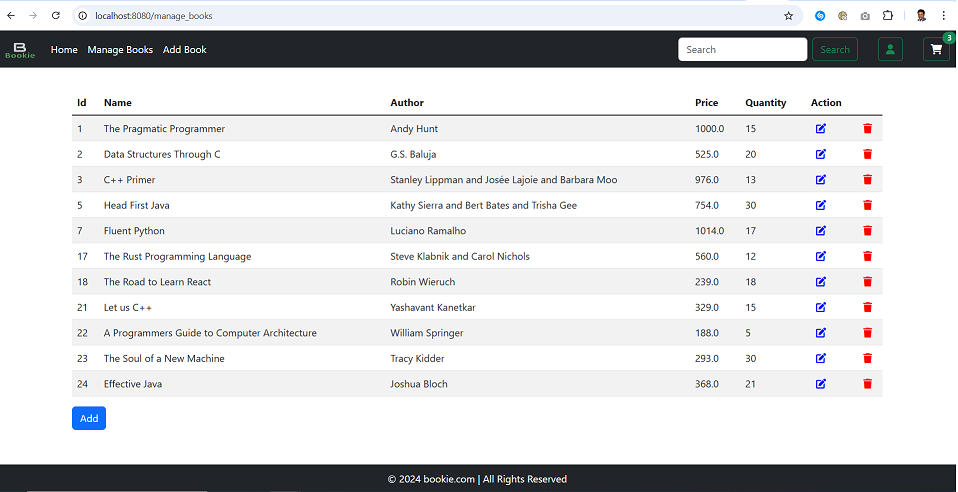 localhost:8080/manage_books
B
Bookie Home Manage Books Add Book Search Search 3
Id Name Author Price Quantity Action
1 The Pragmatic Programmer Andy Hunt 1000.0 15
2 Data Structures Through C G.S. Baluja 525.0 20
3 C++ Primer Stanley Lippman and Josée Lajoie and Barbara Moo 976.0 13
5 Head First Java Kathy Sierra and Bert Bates and Trisha Gee 754.0 30
7 Fluent Python Luciano Ramalho 1014.0 17
17 The Rust Programming Language Steve Klabnik and Carol Nichols 560.0 12
18 The Road to Learn React Robin Wieruch 239.0 18
21 Let us C++ Yashavant Kanetkar 329.0 15
22 A Programmers Guide to Computer Architecture William Springer 188.0 5
23 The Soul of a New Machine Tracy Kidder 293.0 30
24 Effective Java Joshua Bloch 368.0 21
Add
© 2024 bookie.com | All Rights Reserved